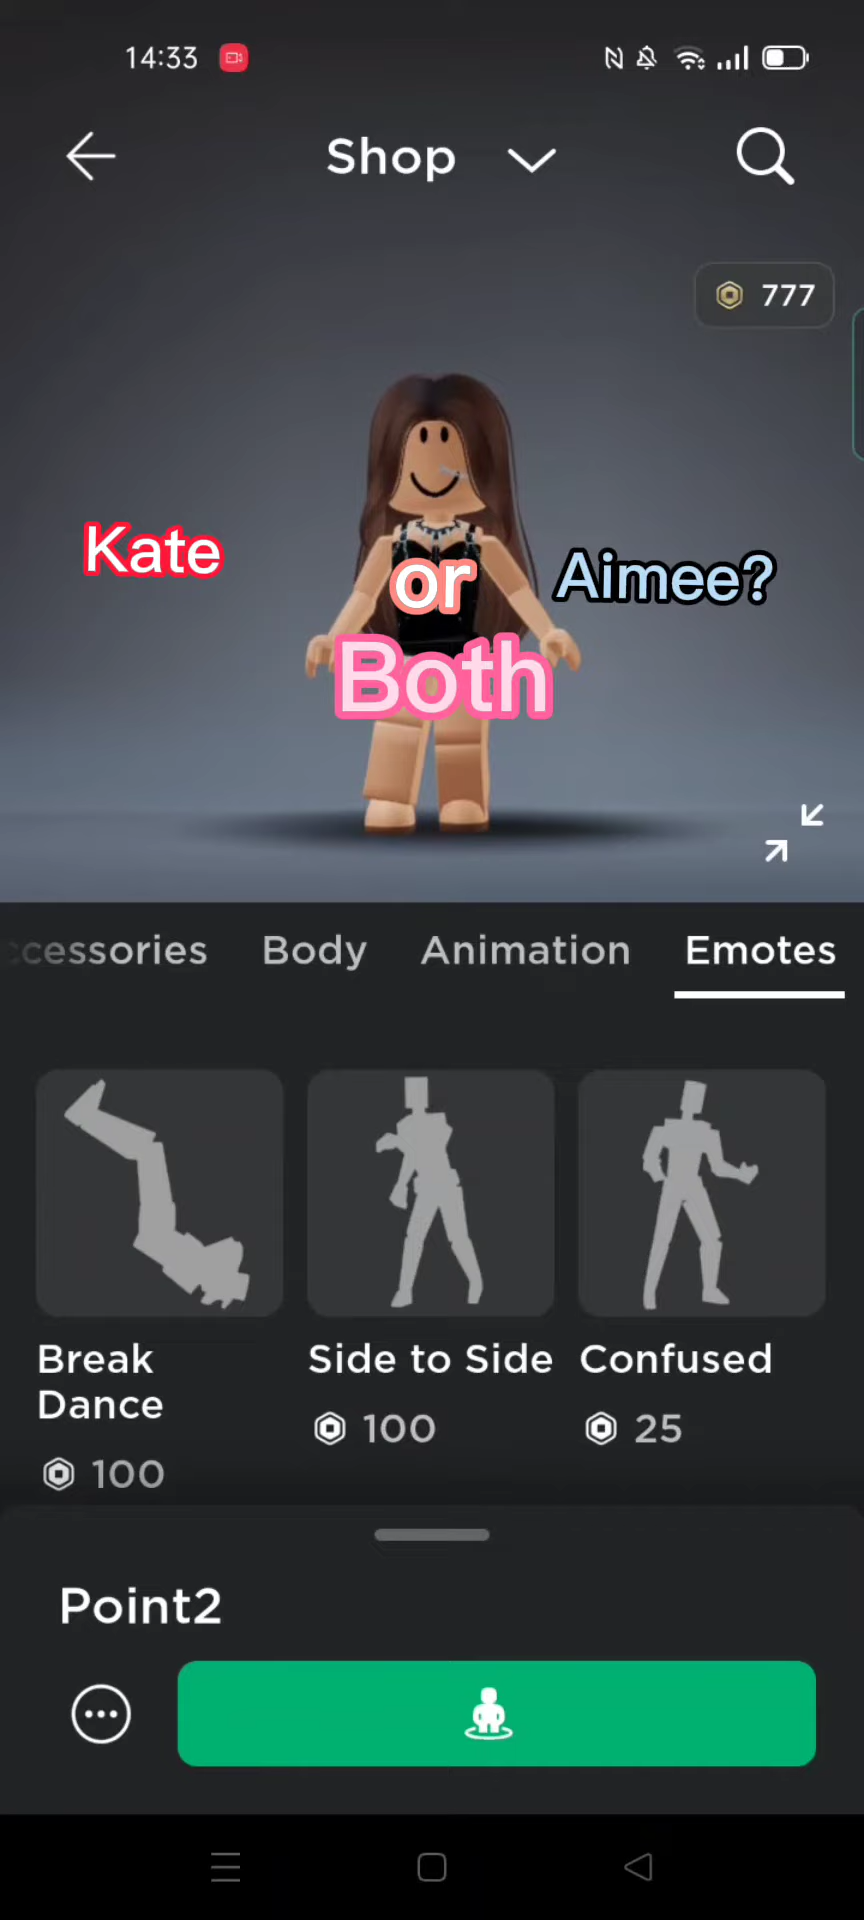 14:33
Shop
777
Kate
or
Aimee?
Both
ccessories Body Animation Emotes
Break
Dance
100
Side to Side
100
Confused
25
Point2